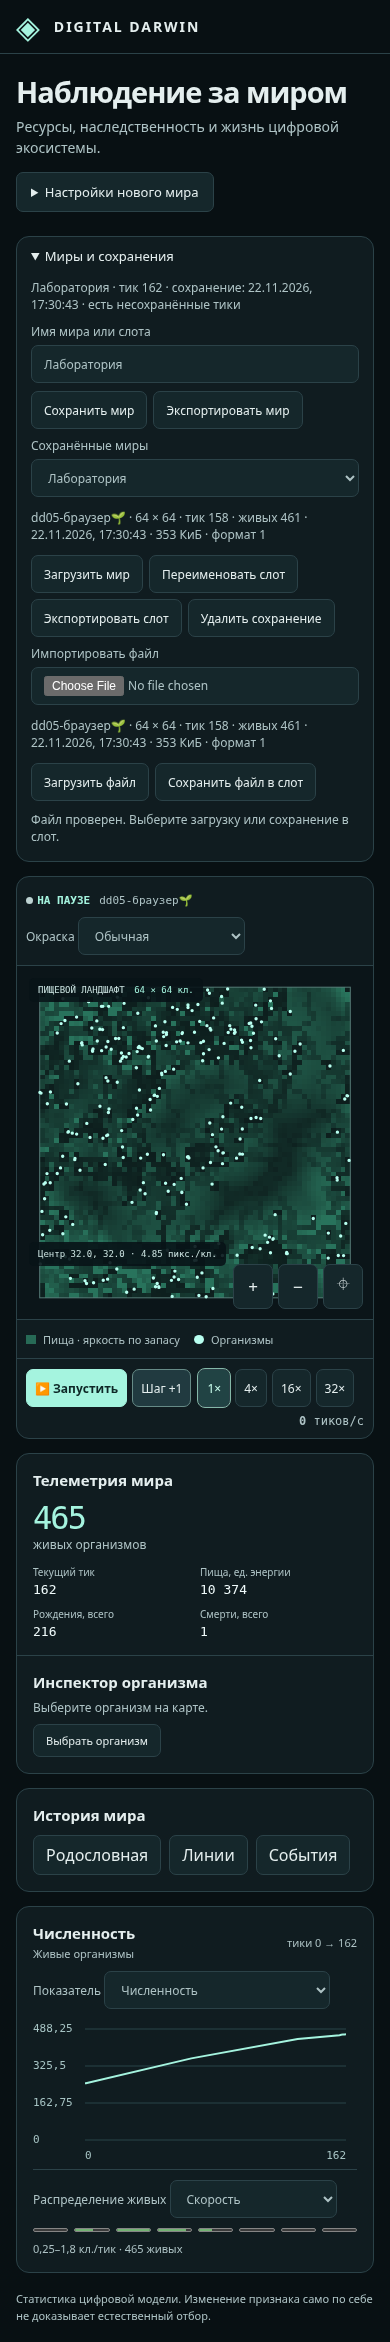 DIGITAL DARWIN
Наблюдение за миром
Ресурсы, наследственность и жизнь цифровой
экосистемы.
▶ Настройки нового мира
▼ Миры и сохранения
Лаборатория · тик 162 · сохранение: 22.11.2026,
17:30:43 · есть несохранённые тики
Имя мира или слота
Лаборатория
Сохранить мир Экспортировать мир
Сохранённые миры
Лаборатория
dd05-браузер🌱 · 64 × 64 · тик 158 · живых 461 ·
22.11.2026, 17:30:43 · 353 КиБ · формат 1
Загрузить мир Переименовать слот
Экспортировать слот Удалить сохранение
Импортировать файл
Choose File No file chosen
dd05-браузер🌱 · 64 × 64 · тик 158 · живых 461 ·
22.11.2026, 17:30:43 · 353 КиБ · формат 1
Загрузить файл Сохранить файл в слот
Файл проверен. Выберите загрузку или сохранение в
слот.
НА ПАУЗЕ dd05-браузер🌱
Окраска Обычная
ПИЩЕВОЙ ЛАНДШАФТ 64 × 64 кл.
Центр 32.0, 32.0 · 4.85 пикс./кл.
+ −
Пища · яркость по запасу Организмы
▶️ Запустить Шаг +1 1× 4× 16× 32×
0 тиков/с
Телеметрия мира
465
живых организмов
Текущий тик Пища, ед. энергии
162 10 374
Рождения, всего Смерти, всего
216 1
Инспектор организма
Выберите организм на карте.
Выбрать организм
История мира
Родословная Линии События
Численность
Живые организмы
тики 0 → 162
Показатель Численность
488,25
325,5
162,75
0
0 162
Распределение живых Скорость
0,25–1,8 кл./тик · 465 живых
Статистика цифровой модели. Изменение признака само по себе
не доказывает естественный отбор.